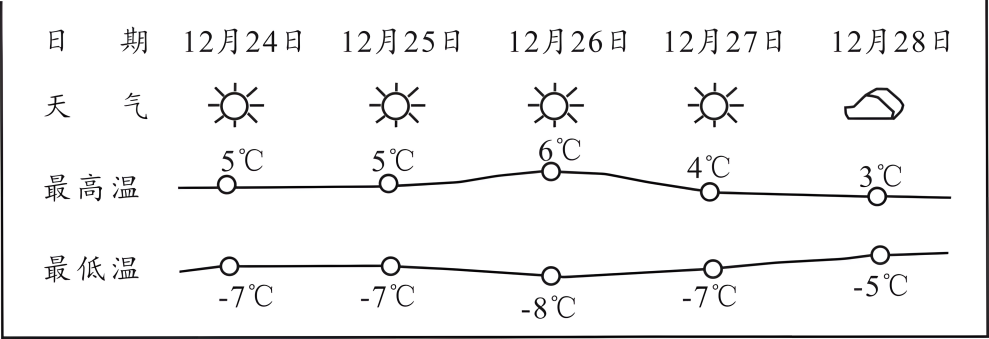 日 期 12月24日 12月25日 12月26日 12月27日 12月28日
天 气
5℃ 5℃ 6℃ 4℃ 3℃
最高温
最低温
-7℃ -7℃ -8℃ -7℃ -5℃